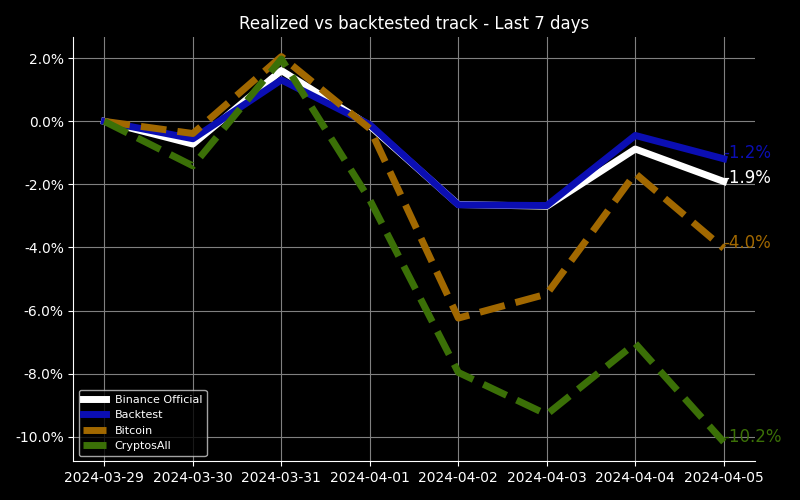 Realized vs backtested track - Last 7 days
2.0%
0.0%
-2.0%
-4.0%
-6.0%
-8.0%
-10.0%
-1.2%
-1.9%
-4.0%
-10.2%
Binance Official
Backtest
Bitcoin
CryptosAll
2024-03-29 2024-03-30 2024-03-31 2024-04-01 2024-04-02 2024-04-03 2024-04-04 2024-04-05